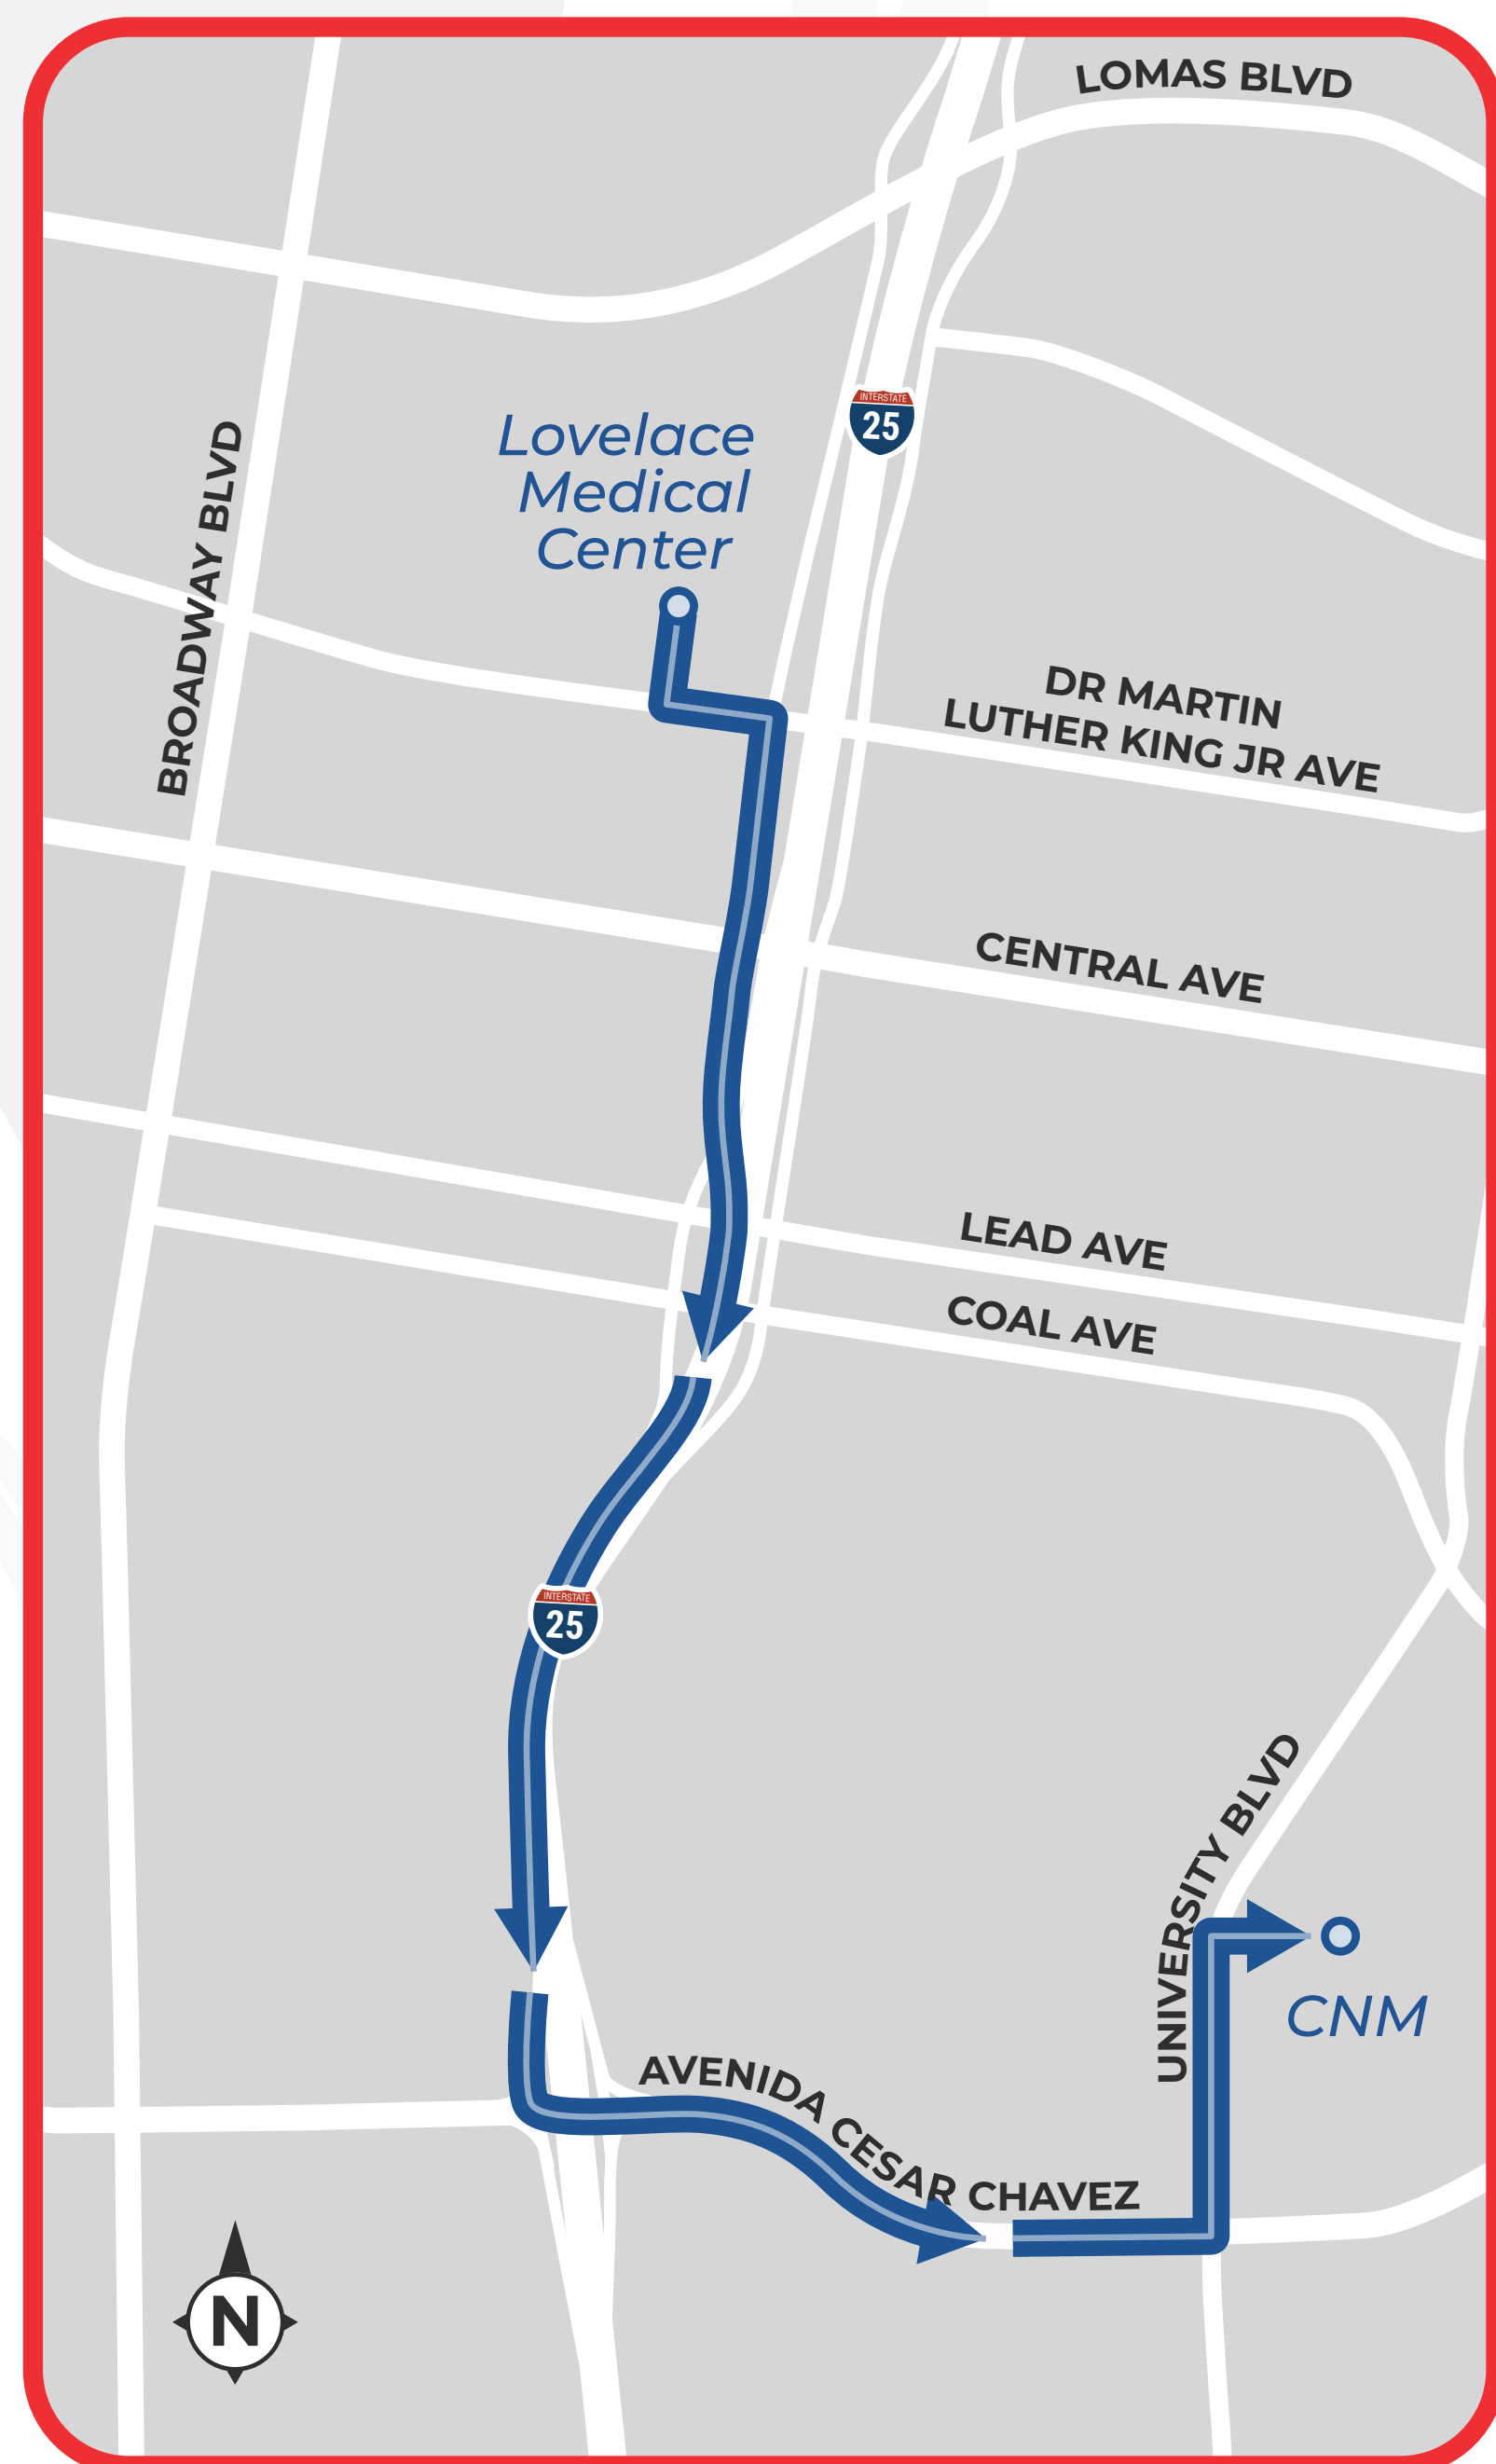 LOMAS BLVD
INTERSTATE
25
Lovelace
Medical
Center
BROADWAY BLVD
DR MARTIN
LUTHER KING JR AVE
CENTRAL AVE
LEAD AVE
COAL AVE
INTERSTATE
25
UNIVERSITY BLVD
CNM
AVENIDA CESAR CHAVEZ
N